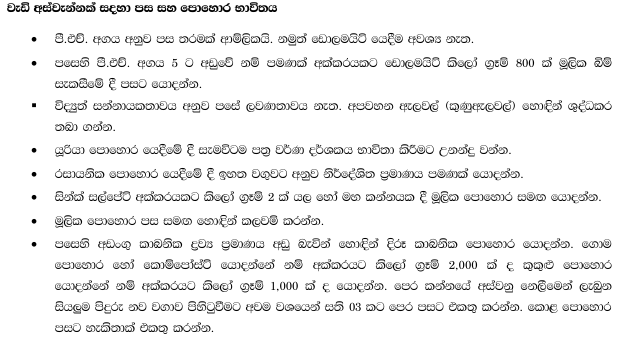 වැඩි අස්වැන්නක් සඳහා පස සහ පොහොර භාවිතය
• පී.එච්. අගය අනුව පස තරමක් ආම්ලිකයි. නමුත් ඩොලමයිට් යෙදීම අවශ්‍ය නැත.
• පසෙහි පී.එච්. අගය 5 ට අඩුවේ නම් පමණක් අක්කරයකට ඩොලමයිට් කිලෝ ග්‍රෑම් 800 ක් මූලික බිම්
සැකසීමේ දී පසට යොදන්න.
▪ විද්‍යුත් සන්නායකතාවය අනුව පසේ ලවණතාවය නැත. අපවහන ඇලවල් (කුණුඇලවල්) හොඳින් ශුද්ධකර
තබා ගන්න.
• යූරියා පොහොර යෙදීමේ දී සැමවිටම පත්‍ර වර්ණ දර්ශකය භාවිතා කිරීමට උනන්දු වන්න.
• රසායනික පොහොර යෙදීමේ දී ඉහත වගුවට අනුව නිර්දේශිත ප්‍රමාණය පමණක් යොදන්න.
• සින්ක් සල්පේට් අක්කරයකට කිලෝ ග්‍රෑම් 2 ක් යල හෝ මහ කන්නයක දී මූලික පොහොර සමඟ යොදන්න.
• මූලික පොහොර පස සමඟ හොඳින් කලවම් කරන්න.
• පසෙහි අඩංගු කාබනික ද්‍රව්‍ය ප්‍රමාණය අඩු බැවින් හොඳින් දිරූ කාබනික පොහොර යොදන්න. ගොම
පොහොර හෝ කොම්පෝස්ට් යොදන්නේ නම් අක්කරයට කිලෝ ග්‍රෑම් 2,000 ක් ද කුකුළු පොහොර
යොදන්නේ නම් අක්කරයට කිලෝ ග්‍රෑම් 1,000 ක් ද යොදන්න. පෙර කන්නයේ අස්වනු නෙලීමෙන් ලැබුන
සියලුම පිදුරු නව වගාව පිහිටුවීමට අවම වශයෙන් සති 03 කට පෙර පසට එකතු කරන්න. කොළ පොහොර
පසට හැකිතාක් එකතු කරන්න.